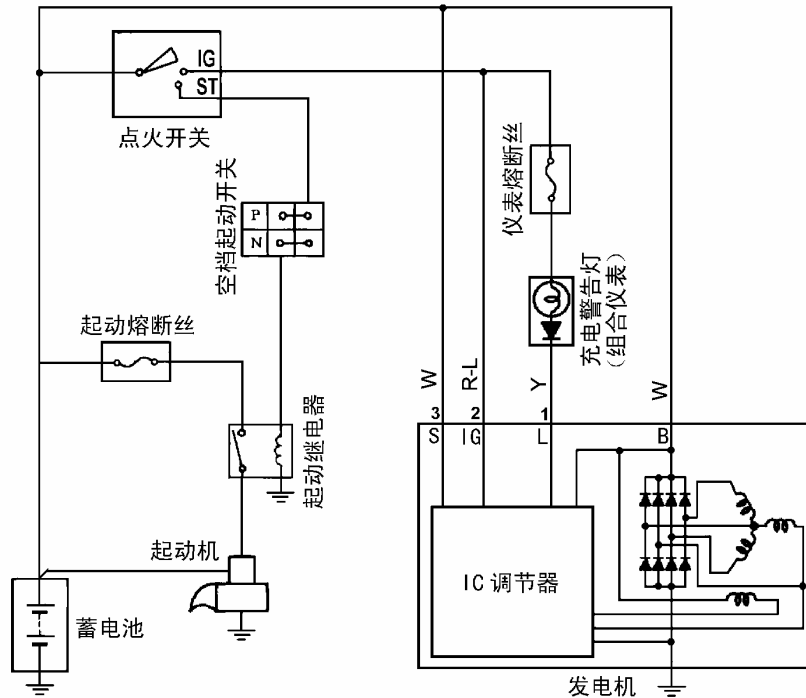 IG
ST
点火开关
空档起动开关
P
N
仪表熔断丝
充电警告灯
(组合仪表)
起动熔断丝
W
R-L
Y
W
3
2
1
S
IG
L
B
起动继电器
起动机
IC 调节器
蓄电池
发电机